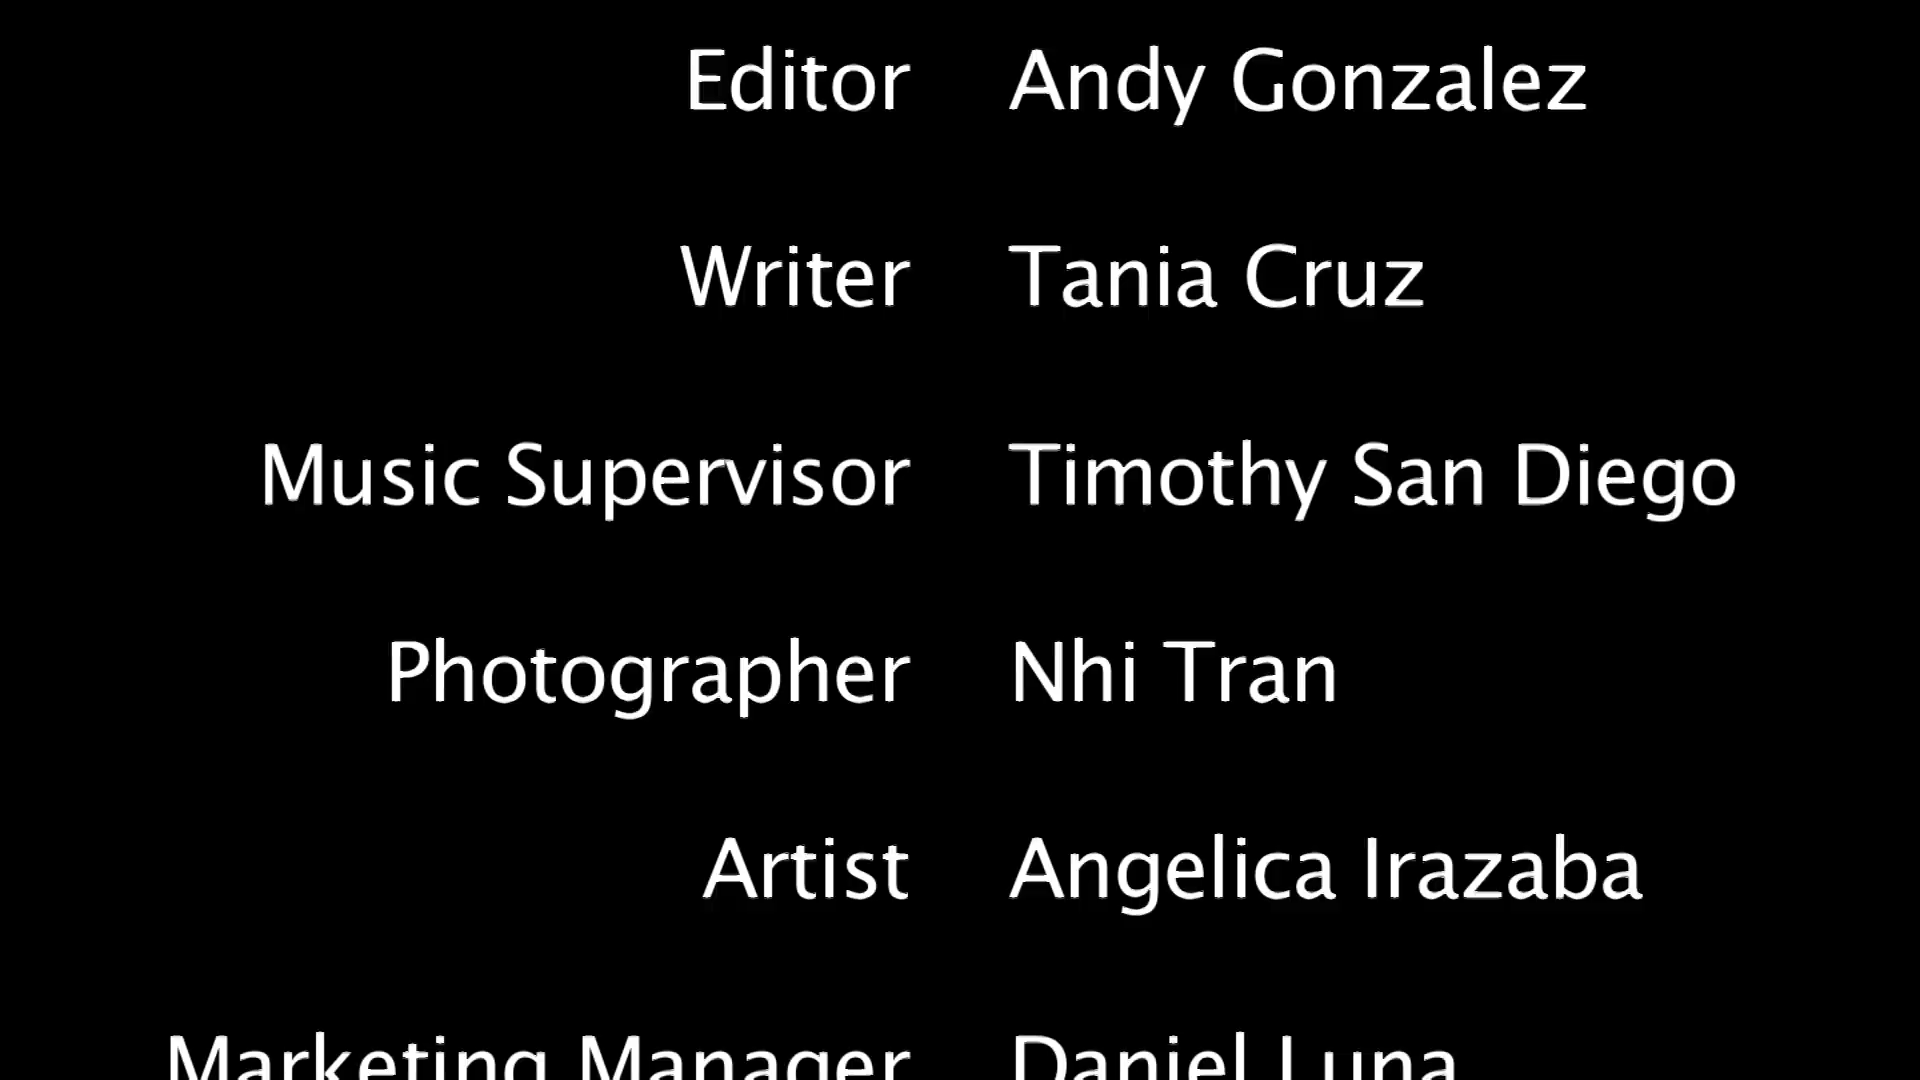 Editor Andy Gonzalez
Writer Tania Cruz
Music Supervisor Timothy San Diego
Photographer Nhi Tran
Artist Angelica Irazaba
Marketing Manager Daniel Luna